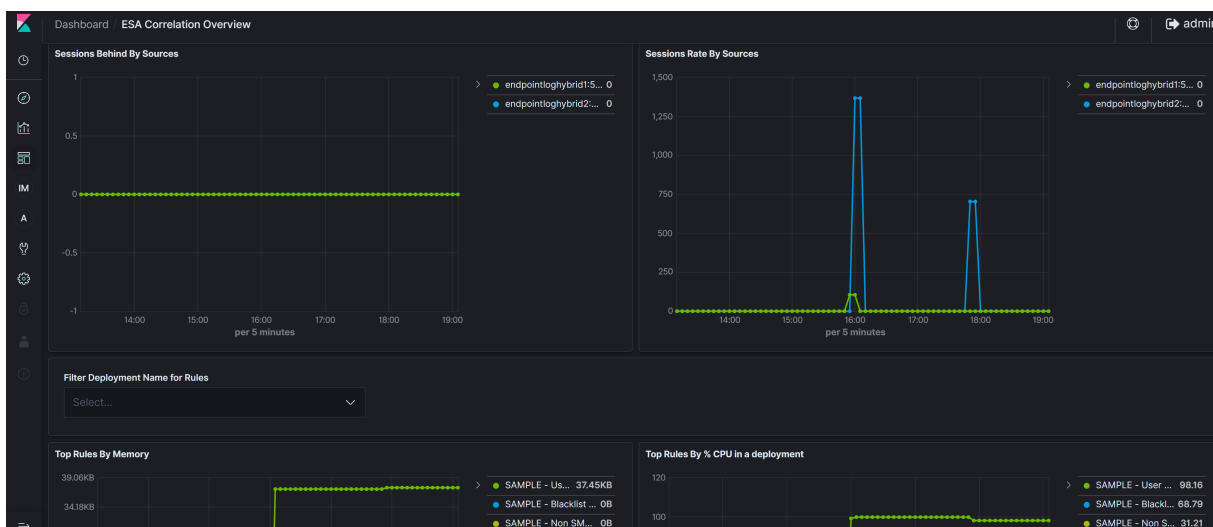 Dashboard / ESA Correlation Overview
admin
Sessions Behind By Sources
1
0.5
0
-0.5
-1
14:00 15:00 16:00 17:00 18:00 19:00
per 5 minutes
endpointloghybrid1:5... 0
endpointloghybrid2:... 0
Sessions Rate By Sources
1,500
1,250
1,000
750
500
250
0
14:00 15:00 16:00 17:00 18:00 19:00
per 5 minutes
endpointloghybrid1:5... 0
endpointloghybrid2:... 0
IM
A
Filter Deployment Name for Rules
Select...
Top Rules By Memory
39.06KB
34.18KB
SAMPLE - Us... 37.45KB
SAMPLE - Blacklist ... 0B
SAMPLE - Non SM... 0B
Top Rules By % CPU in a deployment
120
100
SAMPLE - User ... 98.16
SAMPLE - Blackl... 68.79
SAMPLE - Non S... 31.21